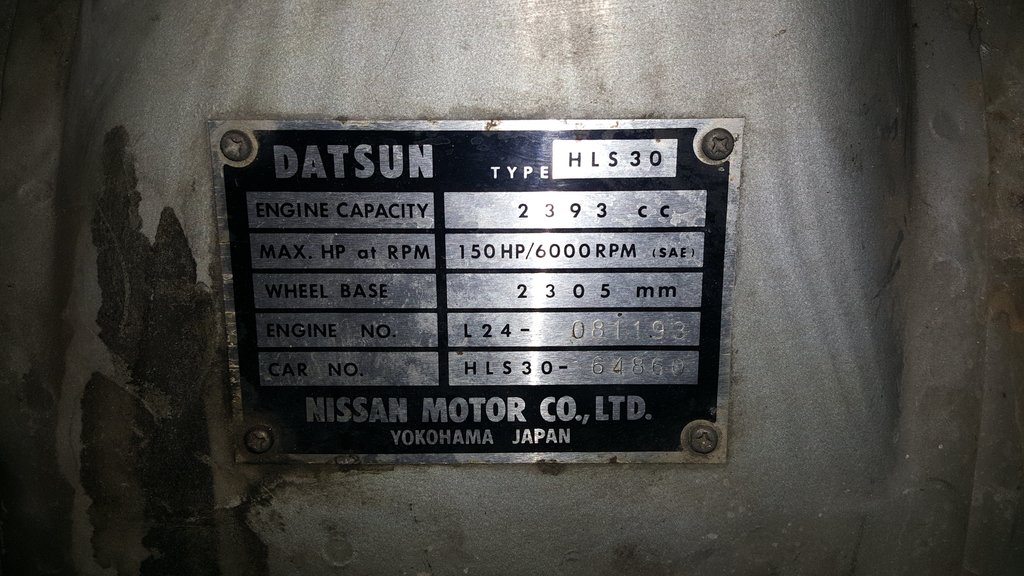 DATSUN TYPE HLS30
ENGINE CAPACITY 2393 cc
MAX. HP at RPM 150HP/6000RPM (SAE)
WHEEL BASE 2305 mm
ENGINE NO. L24- 081193
CAR NO. HLS30-
NISSAN MOTOR CO., LTD.
YOKOHAMA JAPAN